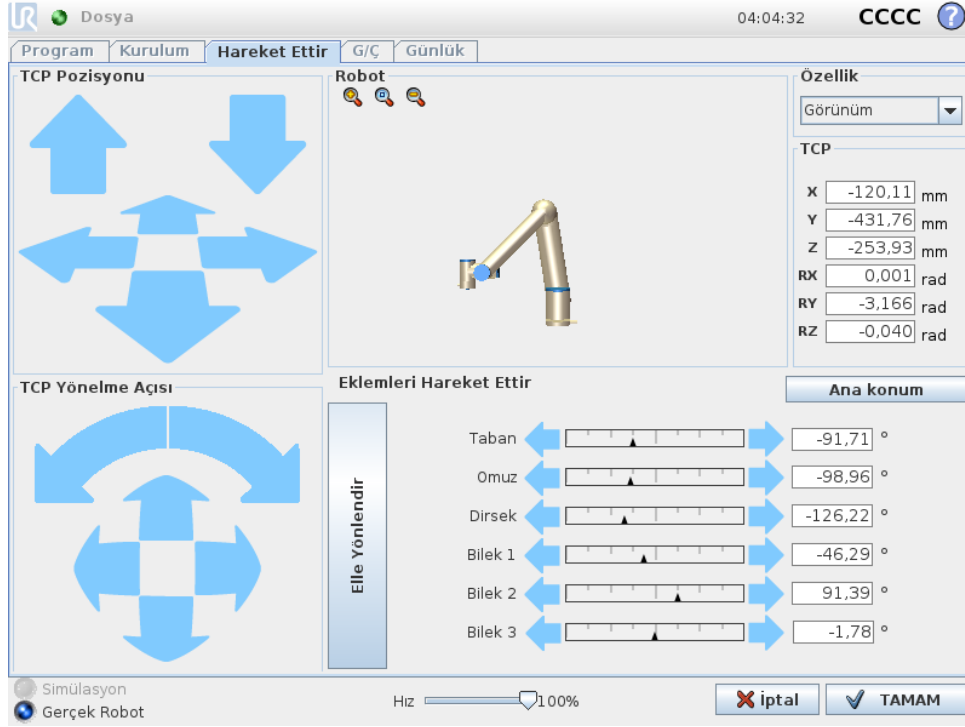 UR Dosya 04:04:32 CCCC ?
Program Kurulum Hareket Ettir G/Ç Günlük
TCP Pozisyonu
Robot
Özellik
Görünüm
TCP
X -120,11 mm
Y -431,76 mm
Z -253,93 mm
RX 0,001 rad
RY -3,166 rad
RZ -0,040 rad
TCP Yönelme Açısı
Eklemleri Hareket Ettir
Ana konum
Elle Yönlendir
Taban -91,71 °
Omuz -98,96 °
Dirsek -126,22 °
Bilek 1 -46,29 °
Bilek 2 91,39 °
Bilek 3 -1,78 °
Simülasyon
Gerçek Robot
Hız 100%
İptal
TAMAM